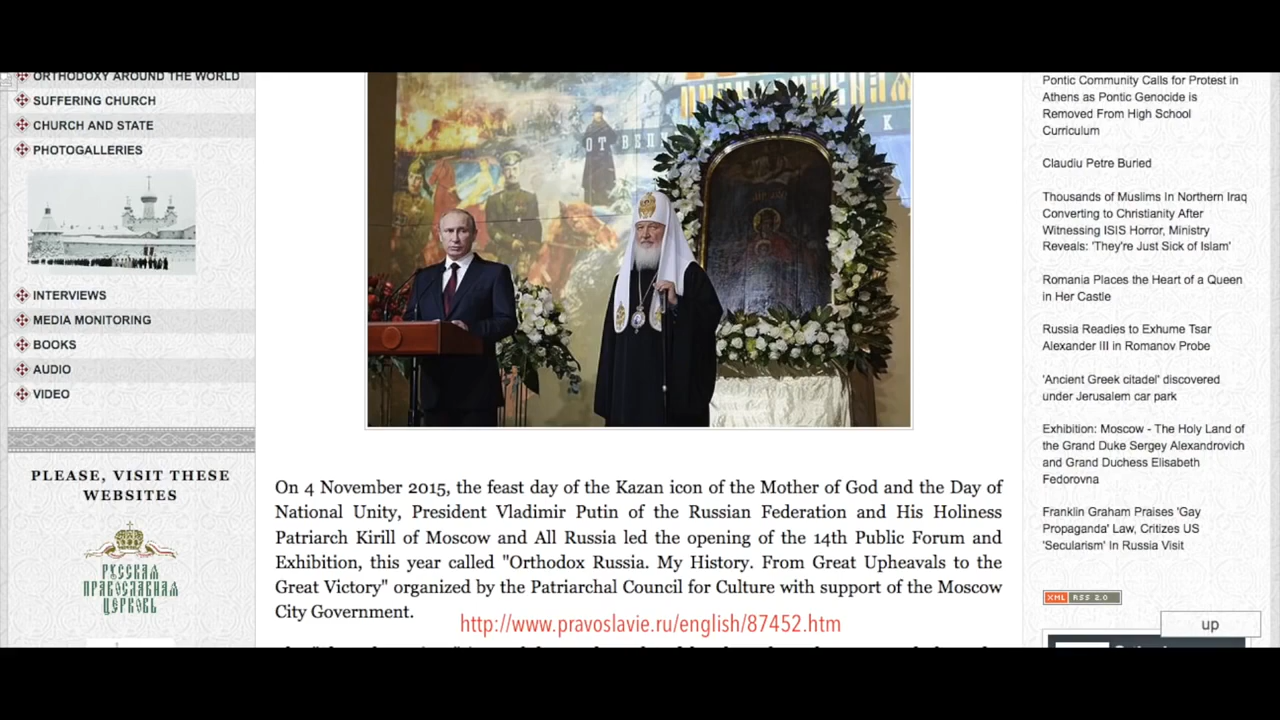 ORTHODOXY AROUND THE WORLD
SUFFERING CHURCH
CHURCH AND STATE
PHOTOGALLERIES
INTERVIEWS
MEDIA MONITORING
BOOKS
AUDIO
VIDEO
PLEASE, VISIT THESE
WEBSITES
РУССКАЯ
ПРАВОСЛАВНАЯ
ЦЕРКОВЬ
ОТ ВЕЛИ
К
On 4 November 2015, the feast day of the Kazan icon of the Mother of God and the Day of
National Unity, President Vladimir Putin of the Russian Federation and His Holiness
Patriarch Kirill of Moscow and All Russia led the opening of the 14th Public Forum and
Exhibition, this year called "Orthodox Russia. My History. From Great Upheavals to the
Great Victory" organized by the Patriarchal Council for Culture with support of the Moscow
City Government.
http://www.pravoslavie.ru/english/87452.htm
Pontic Community Calls for Protest in
Athens as Pontic Genocide is
Removed From High School
Curriculum
Claudiu Petre Buried
Thousands of Muslims In Northern Iraq
Converting to Christianity After
Witnessing ISIS Horror, Ministry
Reveals: 'They're Just Sick of Islam'
Romania Places the Heart of a Queen
in Her Castle
Russia Readies to Exhume Tsar
Alexander III in Romanov Probe
'Ancient Greek citadel' discovered
under Jerusalem car park
Exhibition: Moscow - The Holy Land of
the Grand Duke Sergey Alexandrovich
and Grand Duchess Elisabeth
Fedorovna
Franklin Graham Praises 'Gay
Propaganda' Law, Critizes US
'Secularism' In Russia Visit
XML RSS 2.0
up